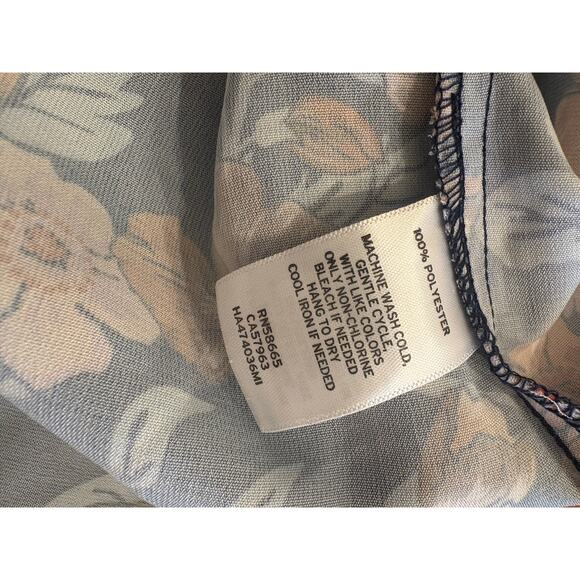 100% POLYESTER
MACHINE WASH COLD,
GENTLE CYCLE,
WITH LIKE COLORS
ONLY NON-CHLORINE
BLEACH IF NEEDED
HANG TO DRY
COOL IRON IF NEEDED
RN58665
CA57963
HA474036MI